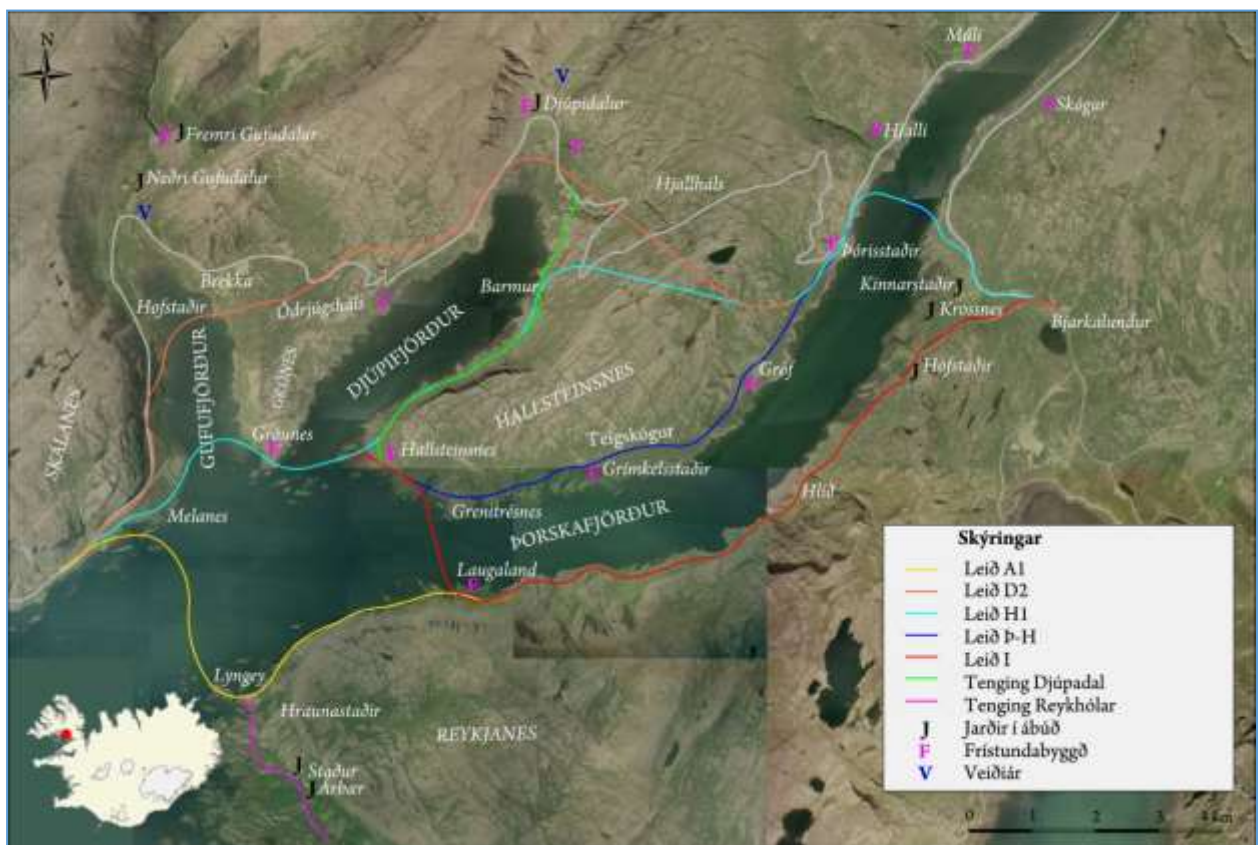 N
Múli
Skógar
J Djúpidalur
V
J Fremri Gufudalur
F
F
Hjalli
J Neðri Gufudalur
V
Hjallháls
Brekka
Þórisstaðir
Hofstaðir
Ódrjúgsháls
Barmur
Kinnarstaðir J
J Krossnes
Bjarkalundur
GUFUFJÖRÐUR
GRÓNES
DJÚPIFJÖRÐUR
SKÁLANES
HALLSTEINSNES
Gröf
Hofstaðir
J
Teigskógur
Gráunes
Hallsteinsnes
Grímkelsstaðir
Hlíð
Melanes
Grenitrésnes
ÞORSKAFJÖRÐUR
Laugaland
Lyngey
Hraunastaðir
REYKJANES
J Staður
J Árbær
Skýringar
Leið A1
Leið D2
Leið H1
Leið Þ-H
Leið I
Tenging Djúpadal
Tenging Reykhólar
J Jarðir í ábúð
F Frístundabyggð
V Veiðiár
0 1 2 3 4 km